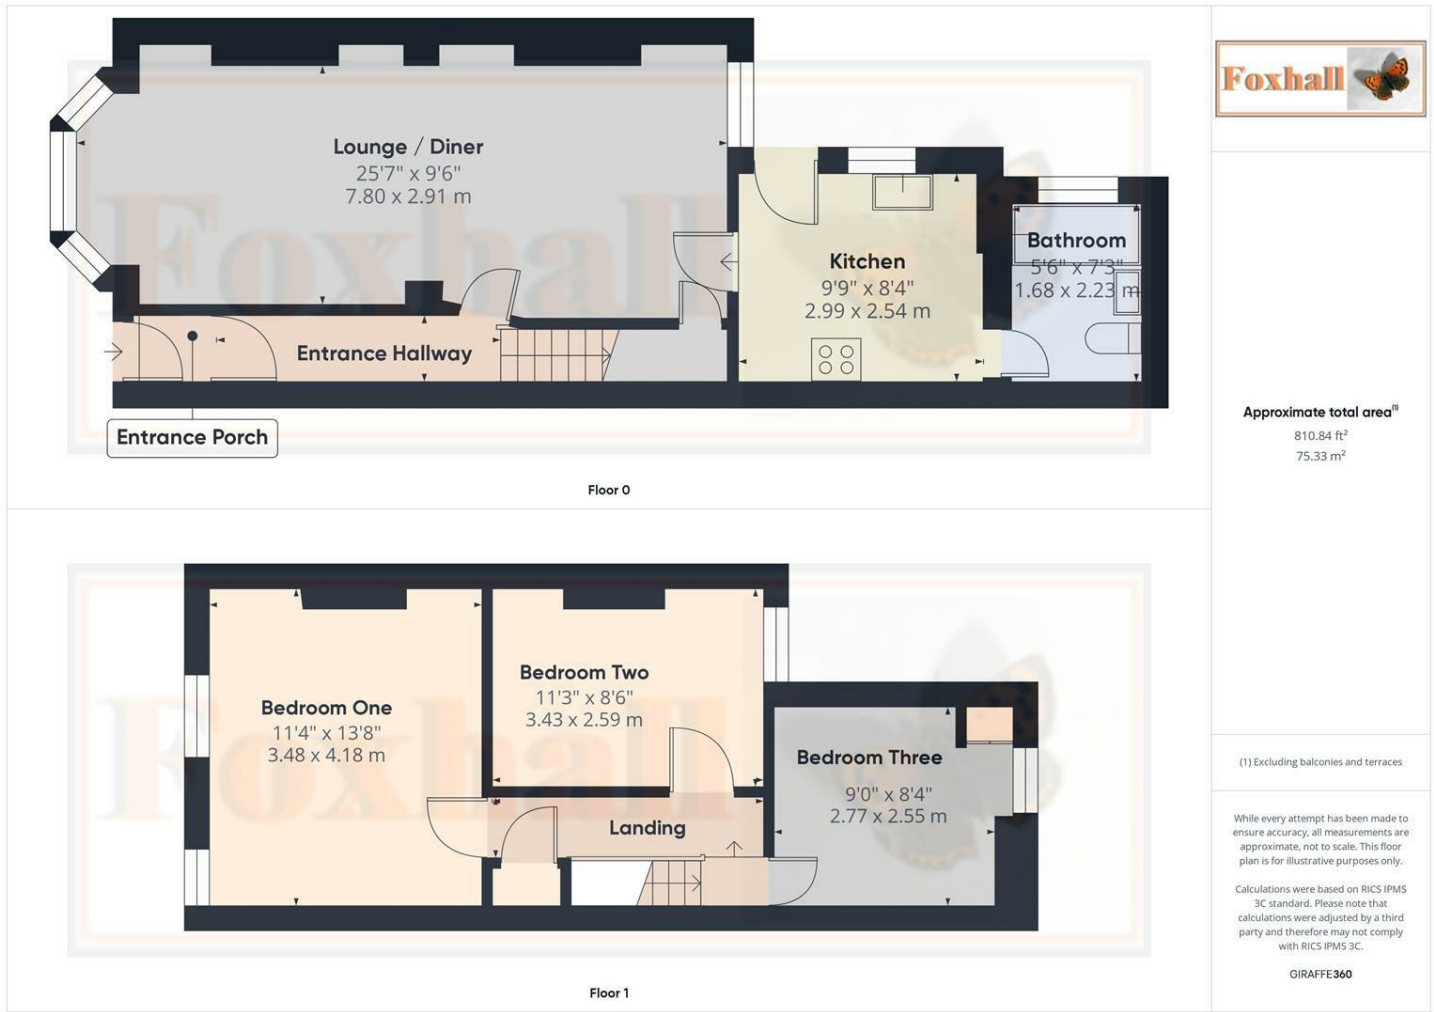 Lounge / Diner
25'7" x 9'6"
7.80 x 2.91 m
Kitchen
9'9" x 8'4"
2.99 x 2.54 m
Bathroom
5'6" x 7'3"
1.68 x 2.23 m
Entrance Hallway
Entrance Porch
Floor 0
Bedroom One
11'4" x 13'8"
3.48 x 4.18 m
Bedroom Two
11'3" x 8'6"
3.43 x 2.59 m
Bedroom Three
9'0" x 8'4"
2.77 x 2.55 m
Landing
Floor 1
Foxhall
Foxhall
Foxhall
Approximate total area(1)
810.84 ft²
75.33 m²
(1) Excluding balconies and terraces
While every attempt has been made to
ensure accuracy, all measurements are
approximate, not to scale. This floor
plan is for illustrative purposes only.
Calculations were based on RICS IPMS
3C standard. Please note that
calculations were adjusted by a third
party and therefore may not comply
with RICS IPMS 3C.
GIRAFFE360